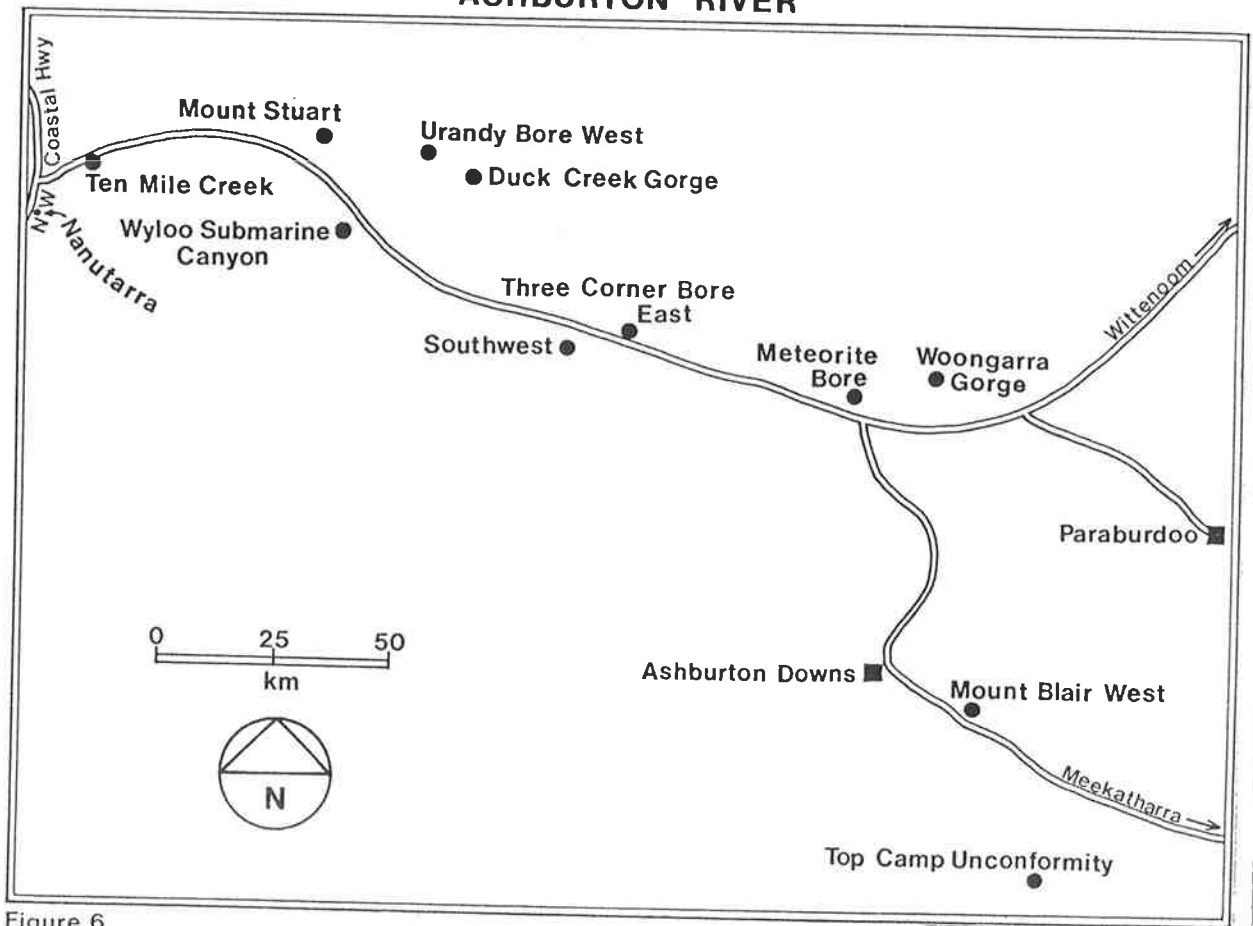 ASHBURTON RIVER
N.W Coastal Hwy
Mount Stuart
Urandy Bore West
Duck Creek Gorge
Ten Mile Creek
Nanutarra
Wyloo Submarine
Canyon
Three Corner Bore
East
Southwest
Meteorite
Bore
Woongarra
Gorge
Wittenoom
Paraburdoo
0 25 50
km
N
Ashburton Downs
Mount Blair West
Meekatharra
Top Camp Unconformity
Figure 6